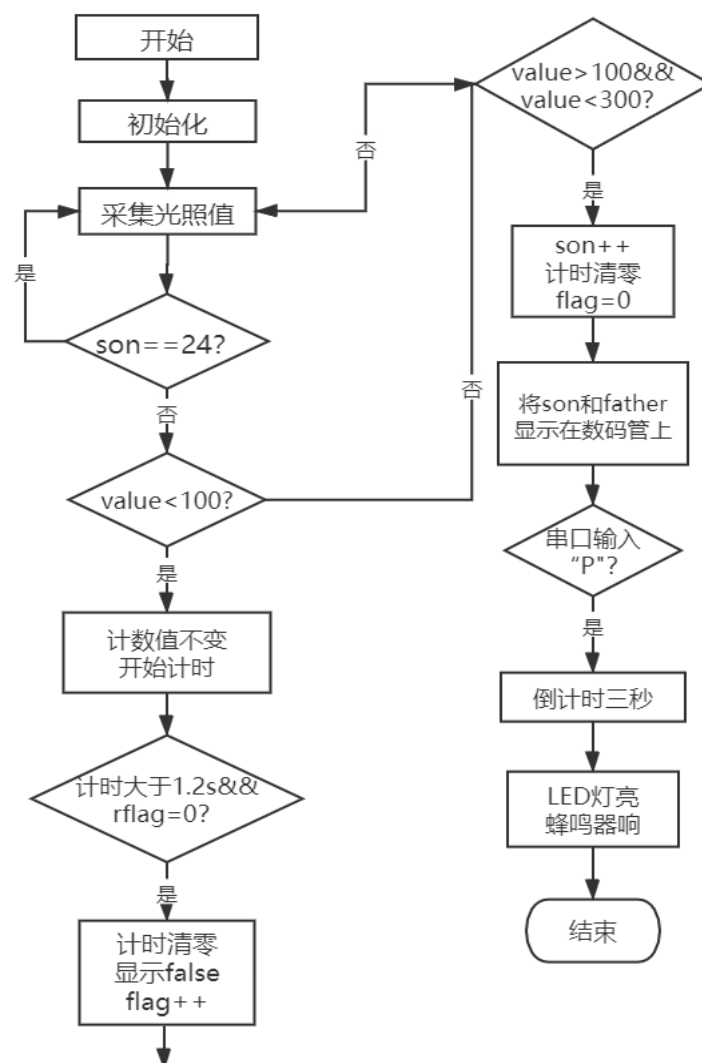 开始
初始化
采集光照值
是
son==24?
否
value<100?
是
计数值不变
开始计时
计时大于1.2s&&
rflag=0?
是
计时清零
显示false
flag++
否
否
value>100&&
value<300?
是
son++
计时清零
flag=0
将son和father
显示在数码管上
串口输入
“P"?
是
倒计时三秒
LED灯亮
蜂鸣器响
结束